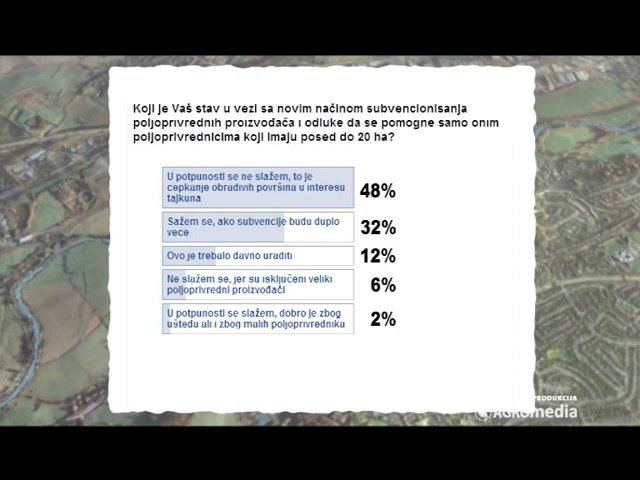 Koji je Vaš stav u vezi sa novim načinom subvencionisanja
poljoprivrednih proizvođača i odluke da se pomogne samo onim
poljoprivrednicima koji imaju posed do 20 ha?
U potpunosti se ne slažem, to je
cepkanje obradivih površina u interesu
tajkuna
48%
Sažem se, ako subvencije budu duplo
vece
32%
Ovo je trebalo davno uraditi
12%
Ne slažem se, jer su isključeni veliki
poljoprivredni proizvođači
6%
U potpunosti se slažem, dobro je zbog
ušteda ali i zbog malih poljoprivrednika
2%
PRODUKCIJA
AGROmedia